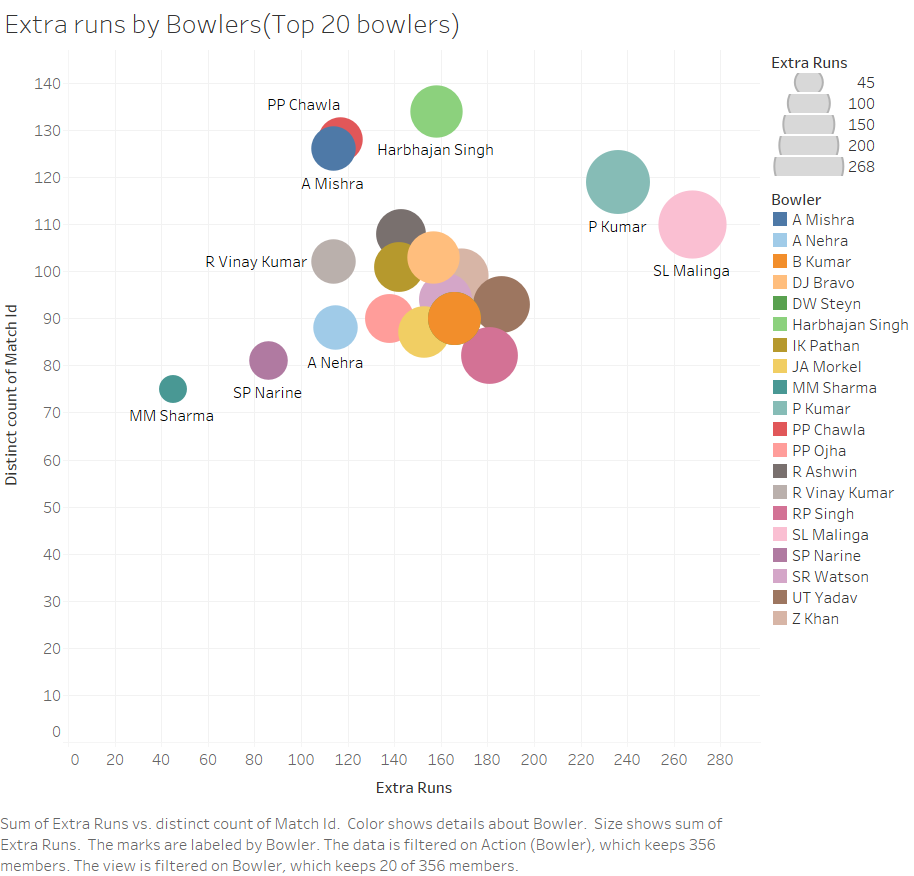 Extra runs by Bowlers(Top 20 bowlers)
Extra Runs
45
100
150
200
268
Bowler
A Mishra
A Nehra
B Kumar
DJ Bravo
DW Steyn
Harbhajan Singh
IK Pathan
JA Morkel
MM Sharma
P Kumar
PP Chawla
PP Ojha
R Ashwin
R Vinay Kumar
RP Singh
SL Malinga
SP Narine
SR Watson
UT Yadav
Z Khan
Distinct count of Match Id
140
130
120
110
100
90
80
70
60
50
40
30
20
10
0
PP Chawla
Harbhajan Singh
A Mishra
P Kumar
R Vinay Kumar
SL Malinga
A Nehra
SP Narine
MM Sharma
0 20 40 60 80 100 120 140 160 180 200 220 240 260 280
Extra Runs
Sum of Extra Runs vs. distinct count of Match Id. Color shows details about Bowler. Size shows sum of
Extra Runs. The marks are labeled by Bowler. The data is filtered on Action (Bowler), which keeps 356
members. The view is filtered on Bowler, which keeps 20 of 356 members.